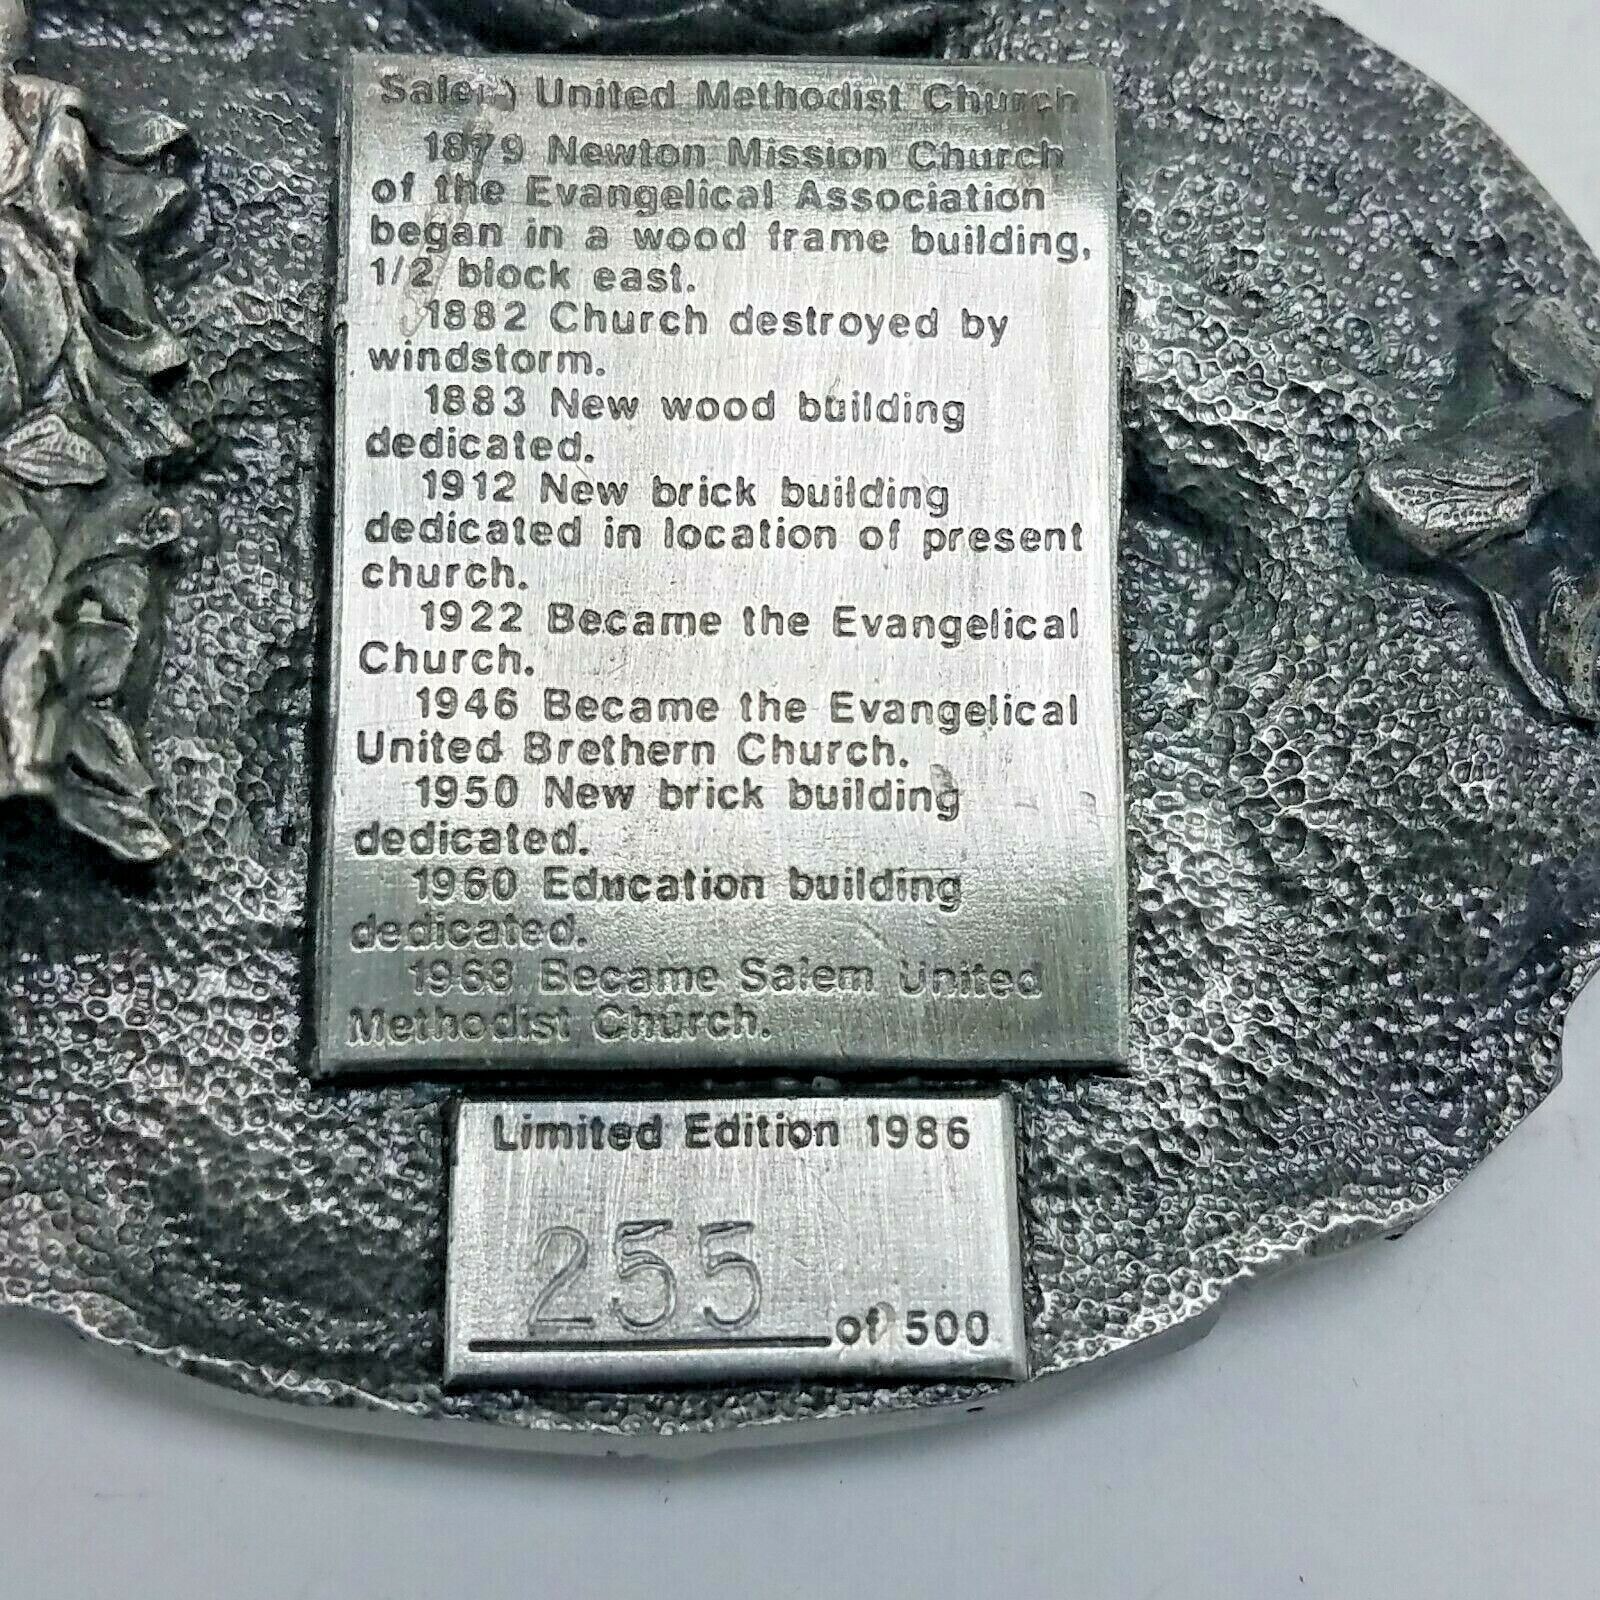 Salem United Methodist Church
1879 Newton Mission Church
of the Evangelical Association
began in a wood frame building,
1/2 block east.
1882 Church destroyed by
windstorm.
1883 New wood building
dedicated.
1912 New brick building
dedicated in location of present
church.
1922 Became the Evangelical
Church.
1946 Became the Evangelical
United Brethern Church.
1950 New brick building
dedicated.
1960 Education building
dedicated.
1968 Became Salem United
Methodist Church.
Limited Edition 1986
255 of 500